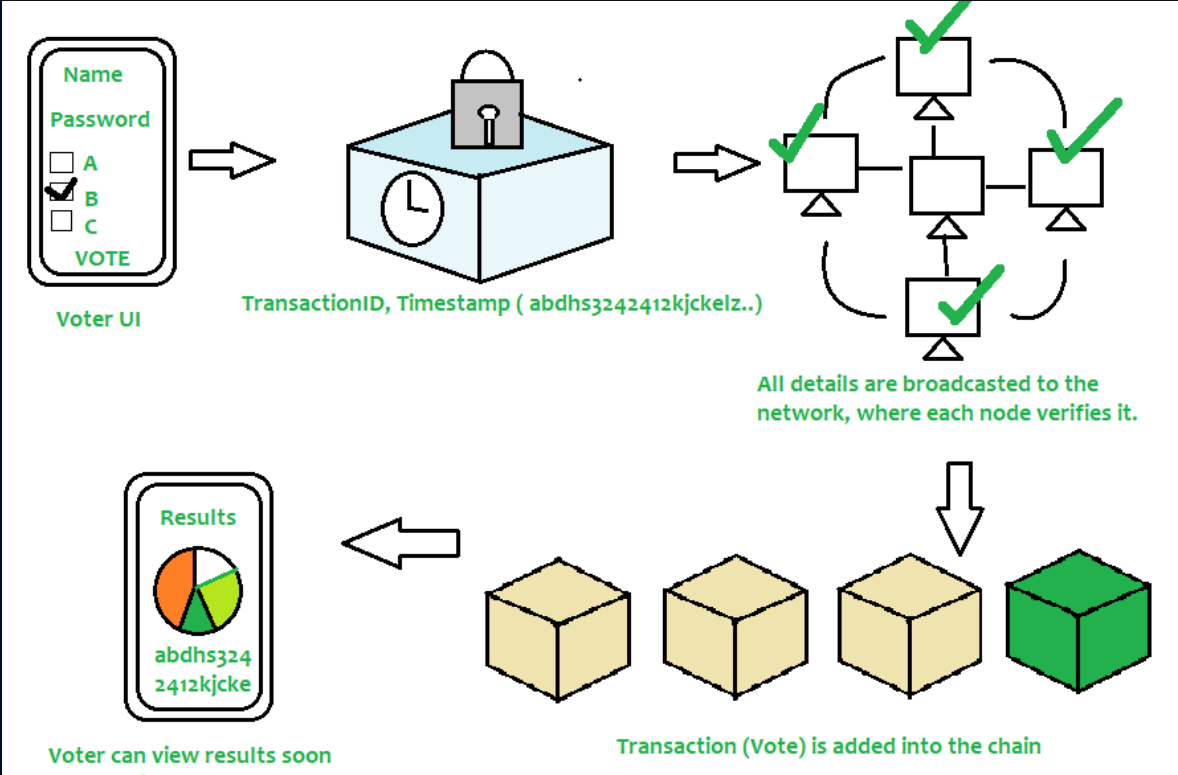 Name
Password
A
B
C
VOTE
Voter UI
TransactionID, Timestamp ( abdhs3242412kjckelz..)
All details are broadcasted to the
network, where each node verifies it.
Results
abdhs324
2412kjcke
Voter can view results soon
Transaction (Vote) is added into the chain